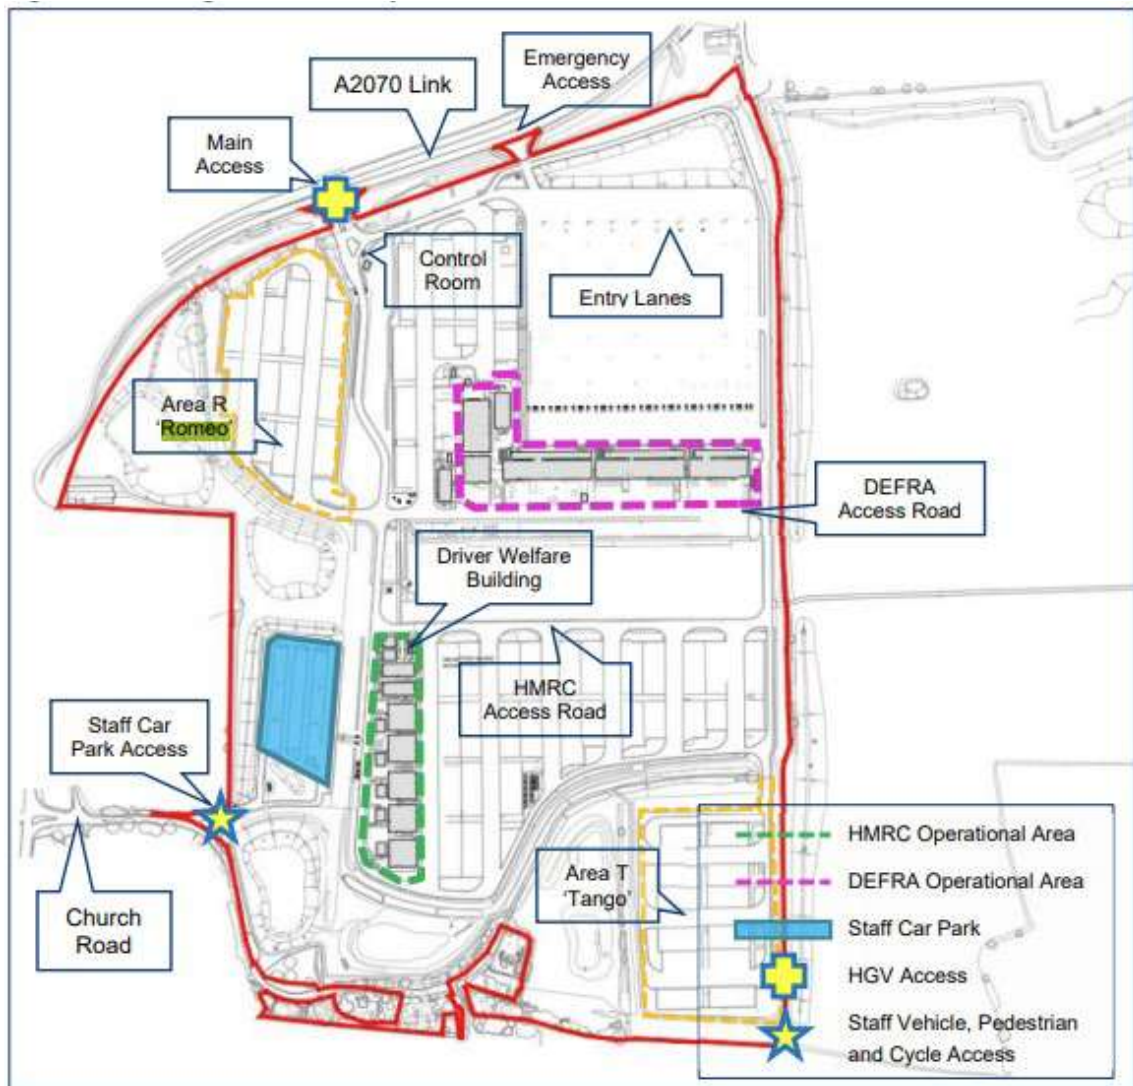 Emergency
Access
A2070 Link
Main
Access
Control
Room
Entry Lanes
Area R
'Romeo'
DEFRA
Access Road
Driver Welfare
Building
HMRC
Access Road
Staff Car
Park Access
Area T
'Tango'
Church
Road
HMRC Operational Area
DEFRA Operational Area
Staff Car Park
HGV Access
Staff Vehicle, Pedestrian
and Cycle Access